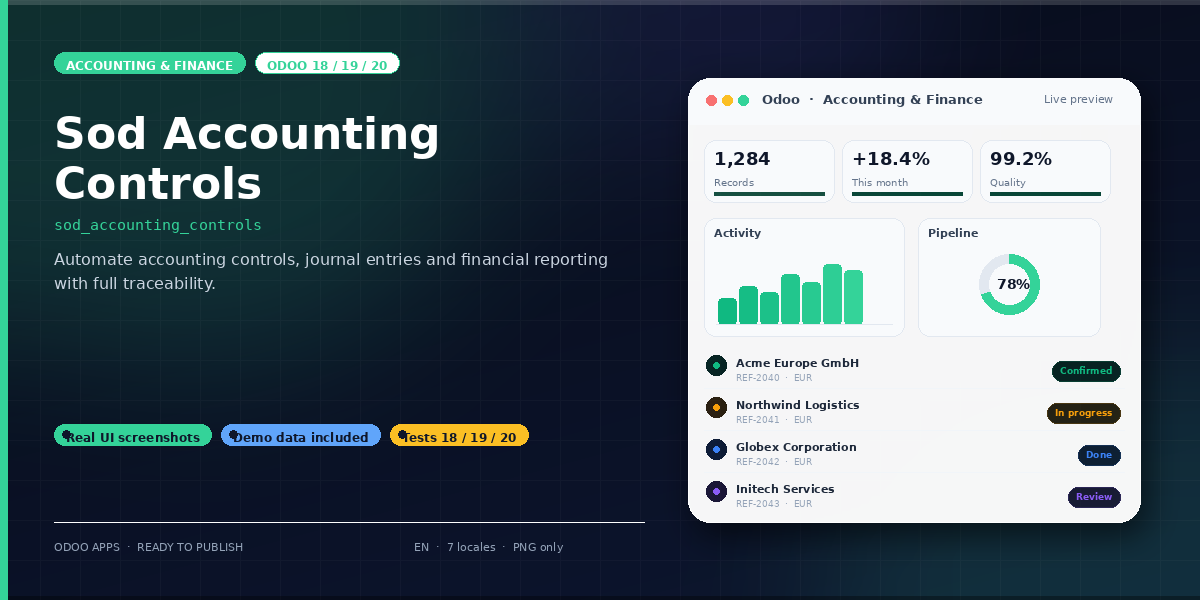 ACCOUNTING & FINANCE
ODOO 18 / 19 / 20
Sod Accounting
Controls
sod_accounting_controls
Automate accounting controls, journal entries and financial reporting
with full traceability.
Real UI screenshots
Demo data included
Tests 18 / 19 / 20
ODOO APPS · READY TO PUBLISH
EN · 7 locales · PNG only
Odoo · Accounting & Finance
Live preview
1,284
Records
+18.4%
This month
99.2%
Quality
Activity
Pipeline
78%
Acme Europe GmbH
REF-2040 · EUR
Confirmed
Northwind Logistics
REF-2041 · EUR
In progress
Globex Corporation
REF-2042 · EUR
Done
Initech Services
REF-2043 · EUR
Review